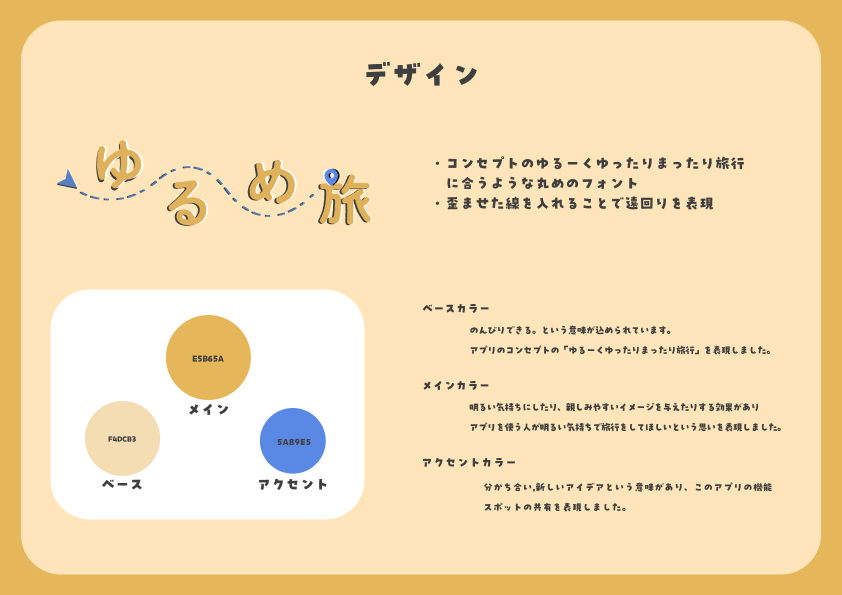 デザイン
ゆるめ旅
・コンセプトのゆるーくゆったりまったり旅行
に合うような丸めのフォント
・歪ませた線を入れることで遠回りを表現
E5B65A
メイン
F4DCB3
ベース
5A89E5
アクセント
ベースカラー
のんびりできる。という意味が込められています。
アプリのコンセプトの「ゆるーくゆったりまったり旅行」を表現しました。
メインカラー
明るい気持ちにしたり、親しみやすいイメージを与えたりする効果があり
アプリを使う人が明るい気持ちで旅行をしてほしいという思いを表現しました。
アクセントカラー
分かち合い,新しいアイデアという意味があり、このアプリの機能
スポットの共有を表現しました。